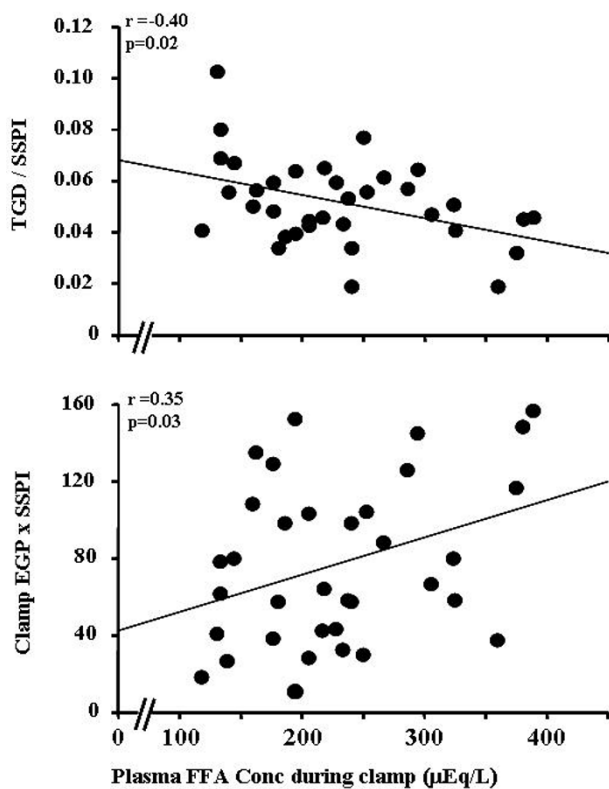 r =-0.40
p=0.02
0.12
0.10
0.08
0.06
0.04
0.02
0
TGD / SSPI
r =0.35
p=0.03
160
120
80
40
0
Clamp EGP x SSPI
0 100 200 300 400
Plasma FFA Conc during clamp (µEq/L)